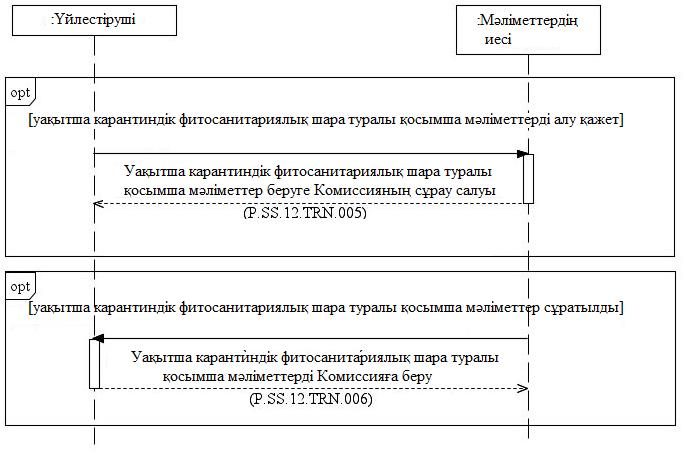 :Үйлестіруші
:Мәліметтердің
иесі
opt
[уақытша карантиндік фитосанитариялық шара туралы қосымша мәліметтерді алу қажет]
Уақытша карантиндік фитосанитариялық шара туралы
қосымша мәліметтер беруге Комиссияның сұрау салуы
(P.SS.12.TRN.005)
opt
[уақытша карантиндік фитосанитариялық шара туралы қосымша мәліметтер сұратылды]
Уақытша карантиндік фитосанитариялық шара туралы
қосымша мәліметтерді Комиссияға беру
(P.SS.12.TRN.006)